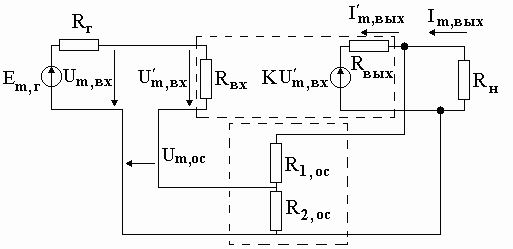 I′m,вых
Im,вых
Rг
Em,г
Um,вх
U′m,вх
Rвх
KU′m,вх
Rвых
Rн
Um,ос
R1,ос
R2,ос